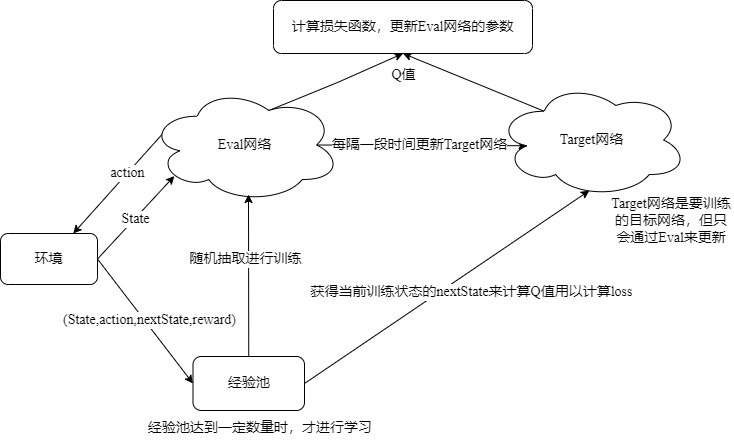 计算损失函数，更新Eval网络的参数
Q值
Eval网络
每隔一段时间更新Target网络
Target网络
action
State
Target网络是要训练
的目标网络，但只
会通过Eval来更新
环境
随机抽取进行训练
获得当前训练状态的nextState来计算Q值用以计算loss
(State,action,nextState,reward)
经验池
经验池达到一定数量时，才进行学习